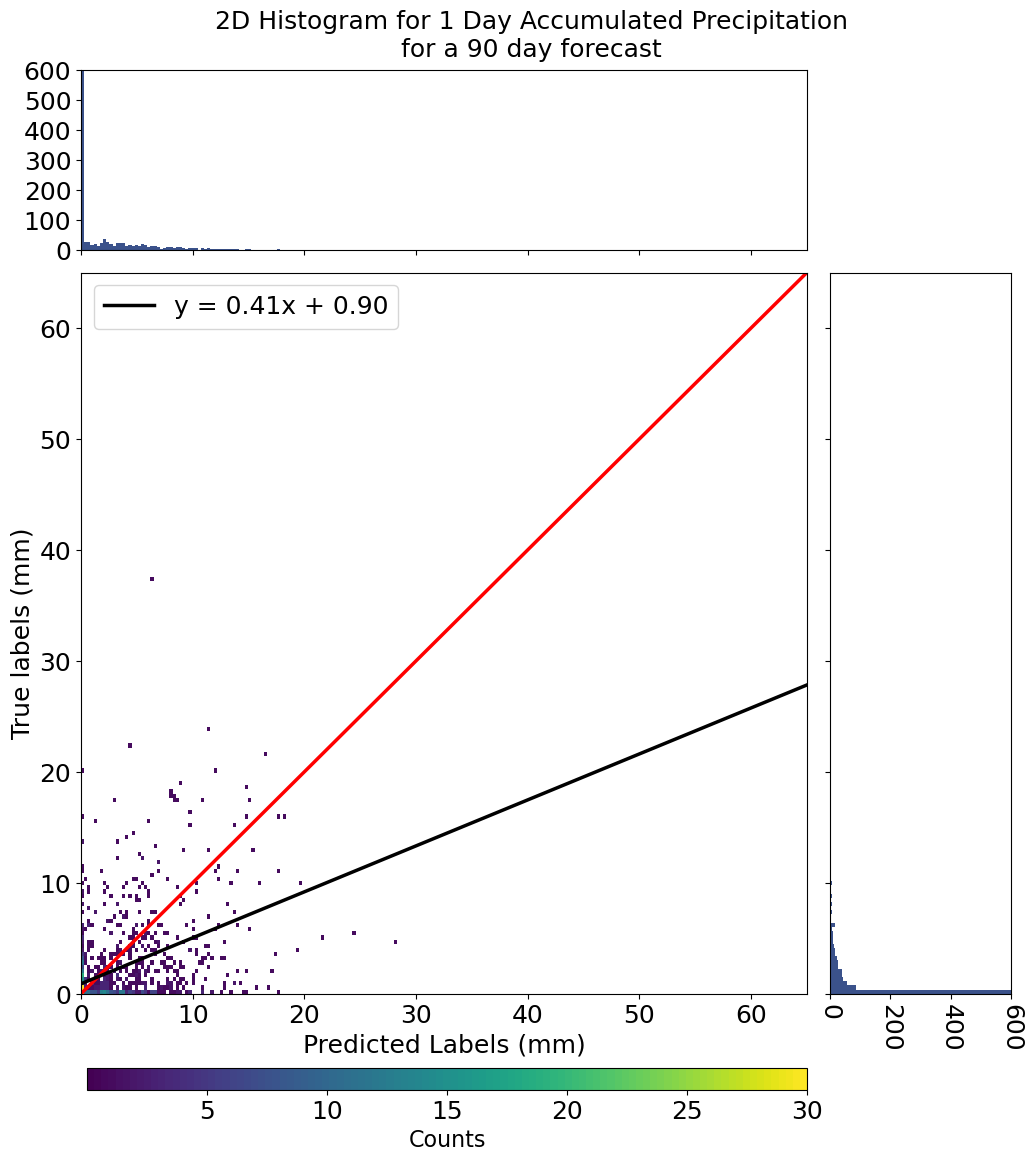 2D Histogram for 1 Day Accumulated Precipitation
for a 90 day forecast
600
500
400
300
200
100
0
y = 0.41x + 0.90
60
50
40
30
20
10
0
True labels (mm)
0 10 20 30 40 50 60
Predicted Labels (mm)
0 200 400 600
5 10 15 20 25 30
Counts